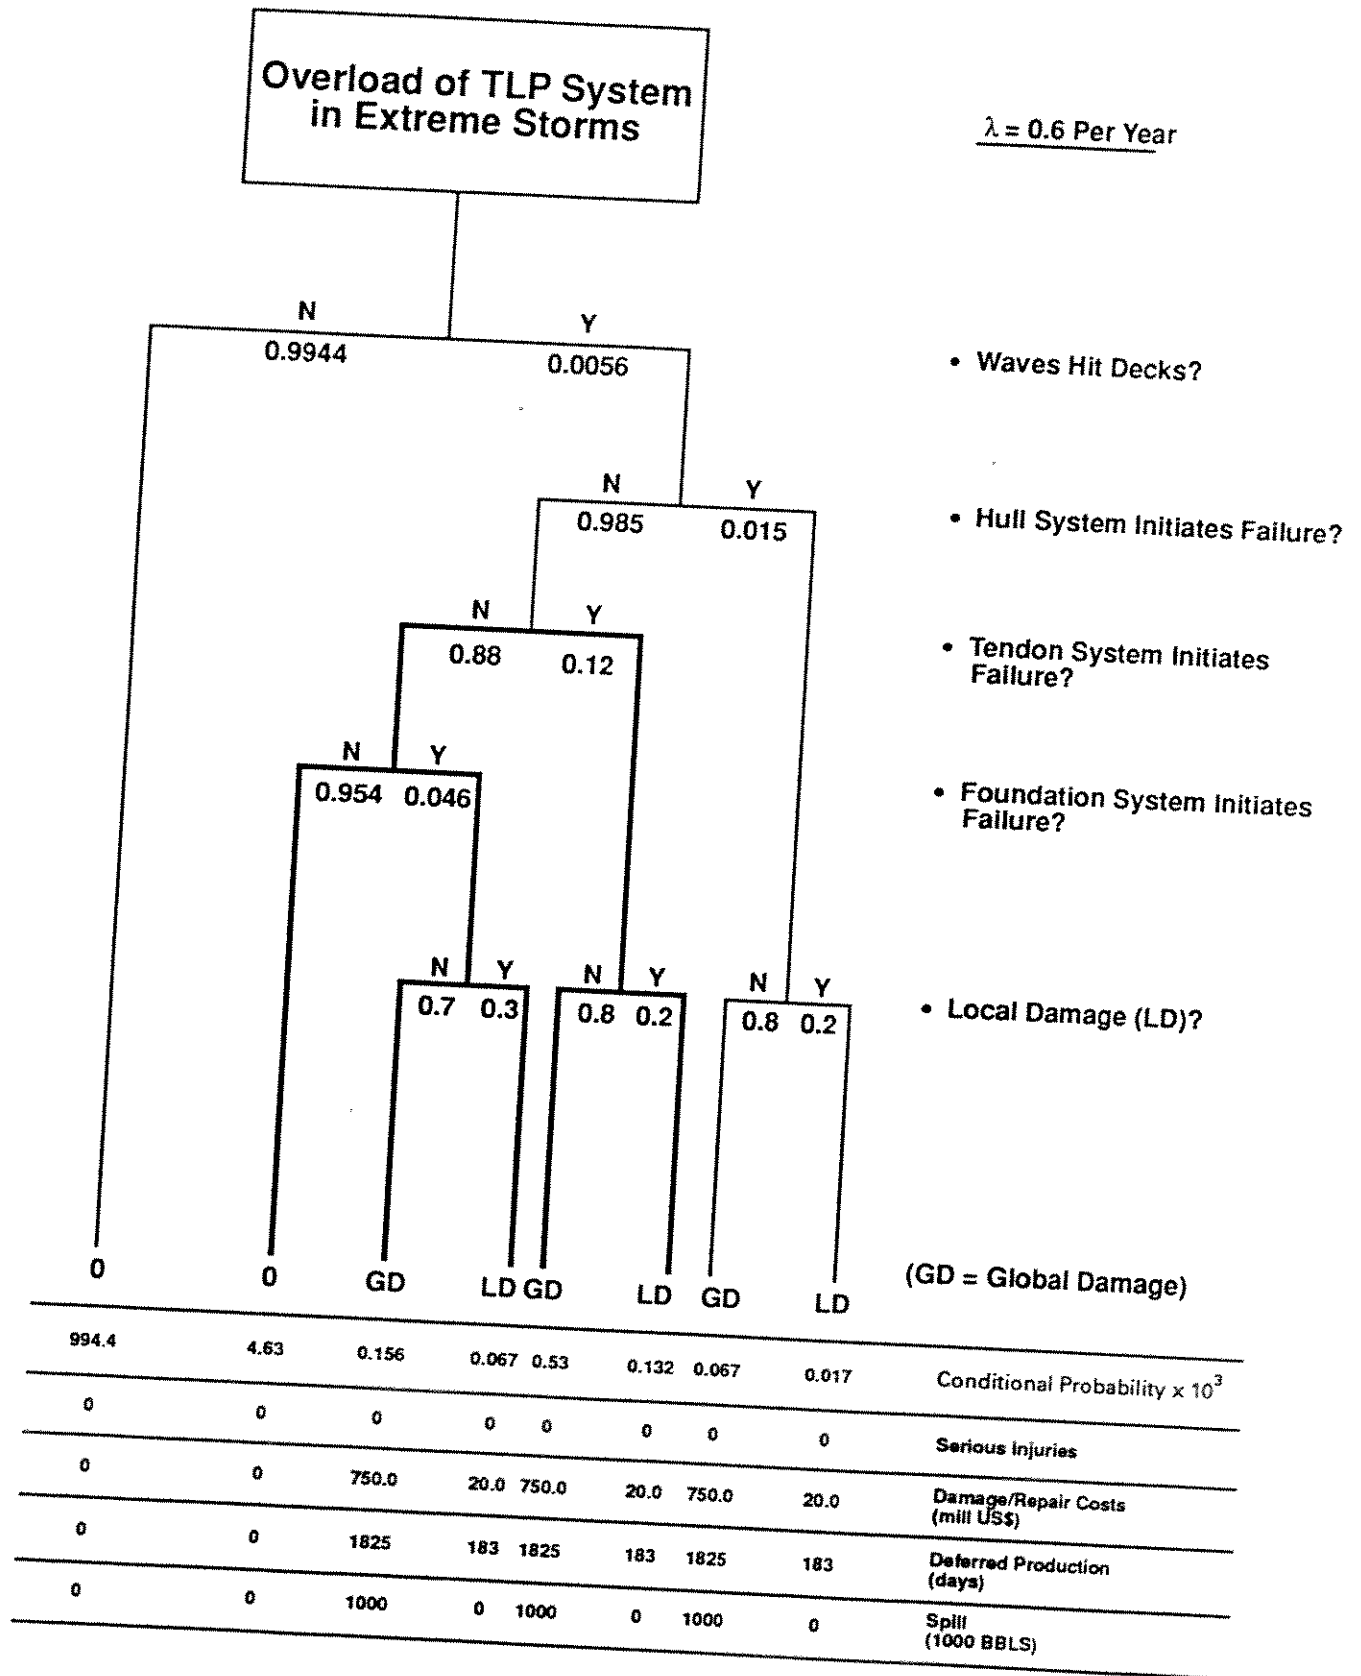 Overload of TLP System
in Extreme Storms
λ = 0.6 Per Year
N Y
0.9944 0.0056
• Waves Hit Decks?
N Y
0.985 0.015
• Hull System Initiates Failure?
N Y
0.88 0.12
• Tendon System Initiates
Failure?
N Y
0.954 0.046
• Foundation System Initiates
Failure?
N Y N Y N Y
0.7 0.3 0.8 0.2 0.8 0.2
• Local Damage (LD)?
0 0 GD LD GD LD GD LD
(GD = Global Damage)
994.4 4.63 0.156 0.067 0.53 0.132 0.067 0.017 Conditional Probability x 10³
0 0 0 0 0 0 0 0 Serious Injuries
0 0 750.0 20.0 750.0 20.0 750.0 20.0 Damage/Repair Costs
(mill US$)
0 0 1825 183 1825 183 1825 183 Deferred Production
(days)
0 0 1000 0 1000 0 1000 0 Spill
(1000 BBLS)